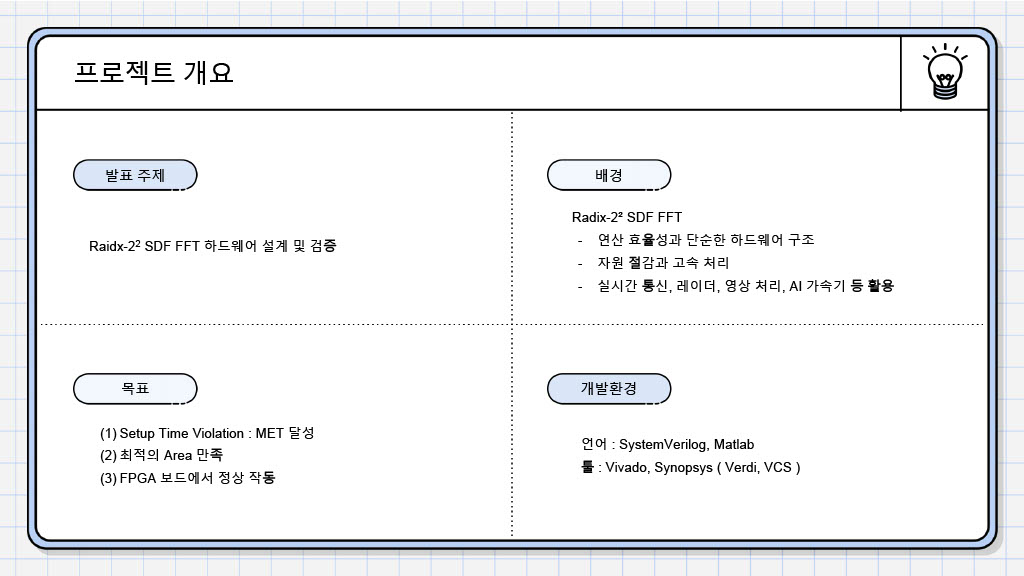 프로젝트 개요
발표 주제
Raidx-2² SDF FFT 하드웨어 설계 및 검증
배경
Radix-2² SDF FFT
- 연산 효율성과 단순한 하드웨어 구조
- 자원 절감과 고속 처리
- 실시간 통신, 레이더, 영상 처리, AI 가속기 등 활용
목표
(1) Setup Time Violation : MET 달성
(2) 최적의 Area 만족
(3) FPGA 보드에서 정상 작동
개발환경
언어 : SystemVerilog, Matlab
툴 : Vivado, Synopsys ( Verdi, VCS )